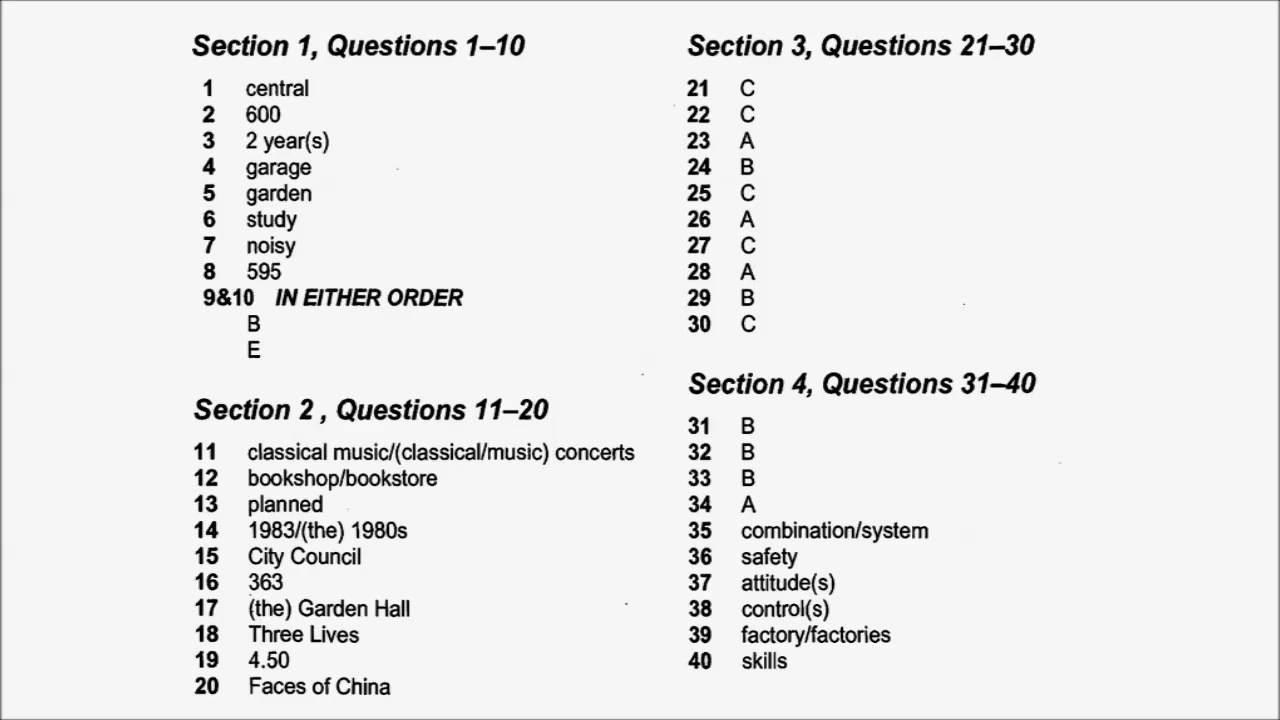 Section 1, Questions 1–10
1 central
2 600
3 2 year(s)
4 garage
5 garden
6 study
7 noisy
8 595
9&10 IN EITHER ORDER
B
E
Section 2 , Questions 11–20
11 classical music/(classical/music) concerts
12 bookshop/bookstore
13 planned
14 1983/(the) 1980s
15 City Council
16 363
17 (the) Garden Hall
18 Three Lives
19 4.50
20 Faces of China
Section 3, Questions 21–30
21 C
22 C
23 A
24 B
25 C
26 A
27 C
28 A
29 B
30 C
Section 4, Questions 31–40
31 B
32 B
33 B
34 A
35 combination/system
36 safety
37 attitude(s)
38 control(s)
39 factory/factories
40 skills